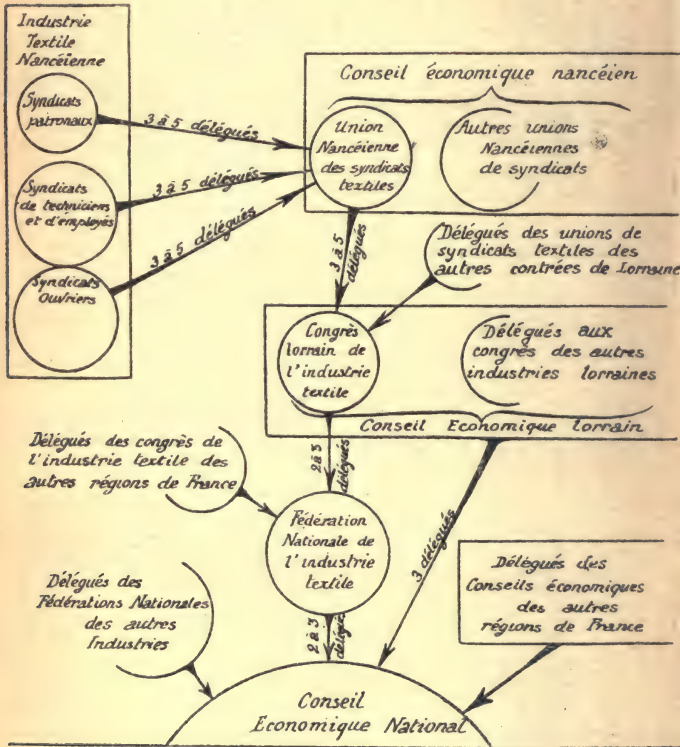 Industrie
Textile
Nancéienne
Syndicats
patronaux
Syndicats
de techniciens
et d'employés
Syndicats
Ouvriers
3 à 5 délégués
3 à 5 délégués
3 à 5 délégués
Conseil économique nancéien
Union
Nancéienne
des syndicats
textiles
Autres unions
Nancéiennes
de syndicats
3 à 5
délégués
Délégués des unions de
syndicats textiles des
autres contrées de Lorraine
Congrès
lorrain de
l'industrie
textile
Délégués aux
congrès des autres
industries lorraines
Conseil Economique lorrain
2 à 3
délégués
3 délégués
Délégués des congrès de
l'industrie textile des
autres régions de France
Fédération
Nationale de
l'industrie
textile
Délégués des
Conseils économiques
des autres
régions de France
Délégués des
Fédérations Nationales
des autres
Industries
2 à 3
délégués
Conseil
Economique National